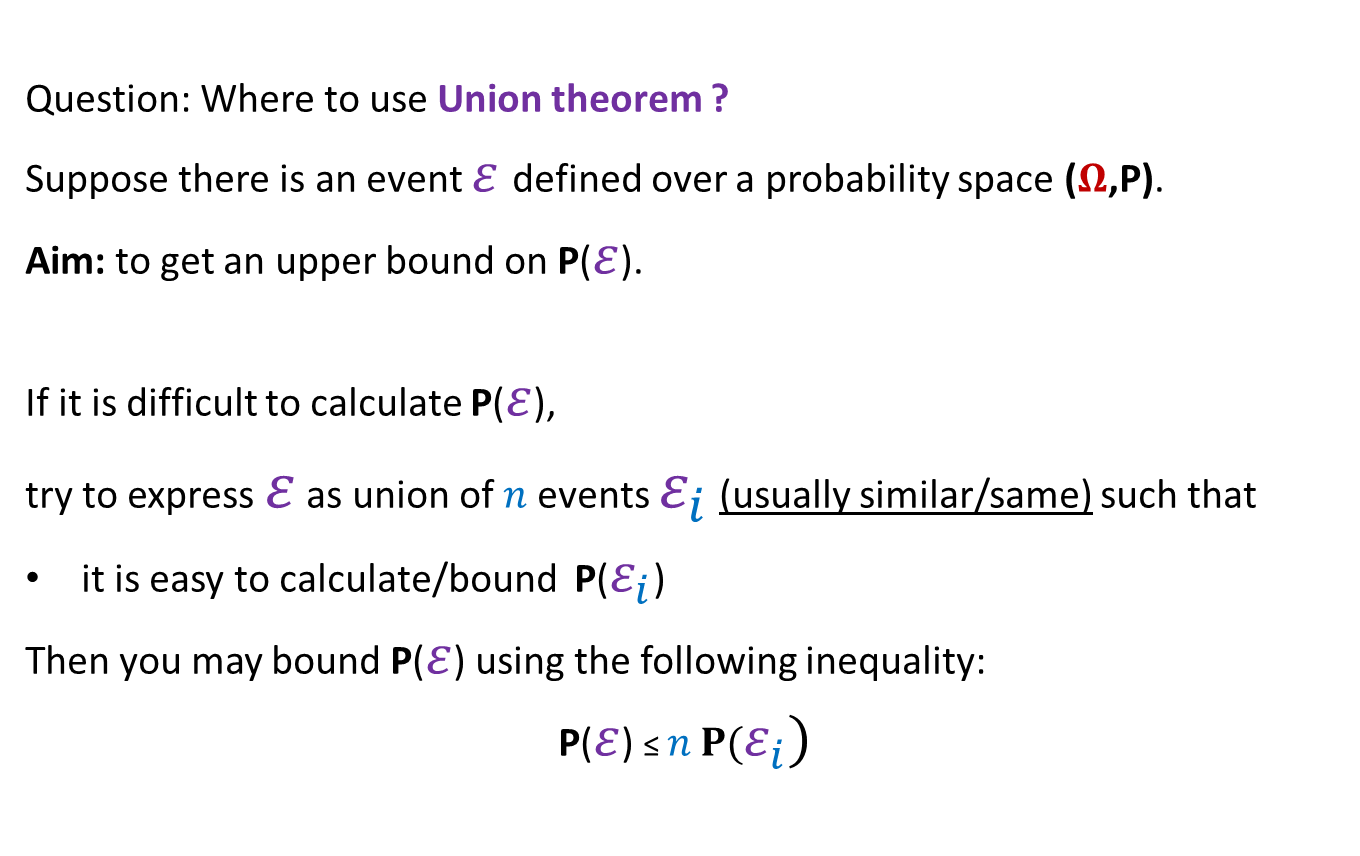 Question: Where to use Union theorem ?
Suppose there is an event ℰ defined over a probability space (Ω,P).
Aim: to get an upper bound on P(ℰ).
If it is difficult to calculate P(ℰ),
try to express ℰ as union of n events ℰᵢ (usually similar/same) such that
• it is easy to calculate/bound P(ℰᵢ)
Then you may bound P(ℰ) using the following inequality:
P(ℰ) ≤ n P(ℰᵢ)